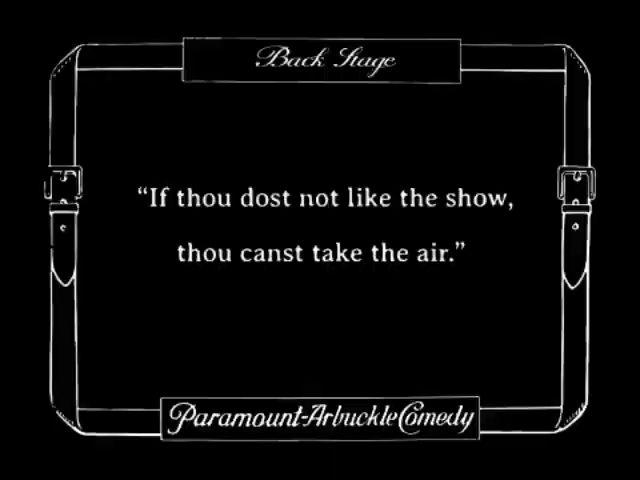 Back Stage
“If thou dost not like the show,
thou canst take the air.”
Paramount-Arbuckle Comedy